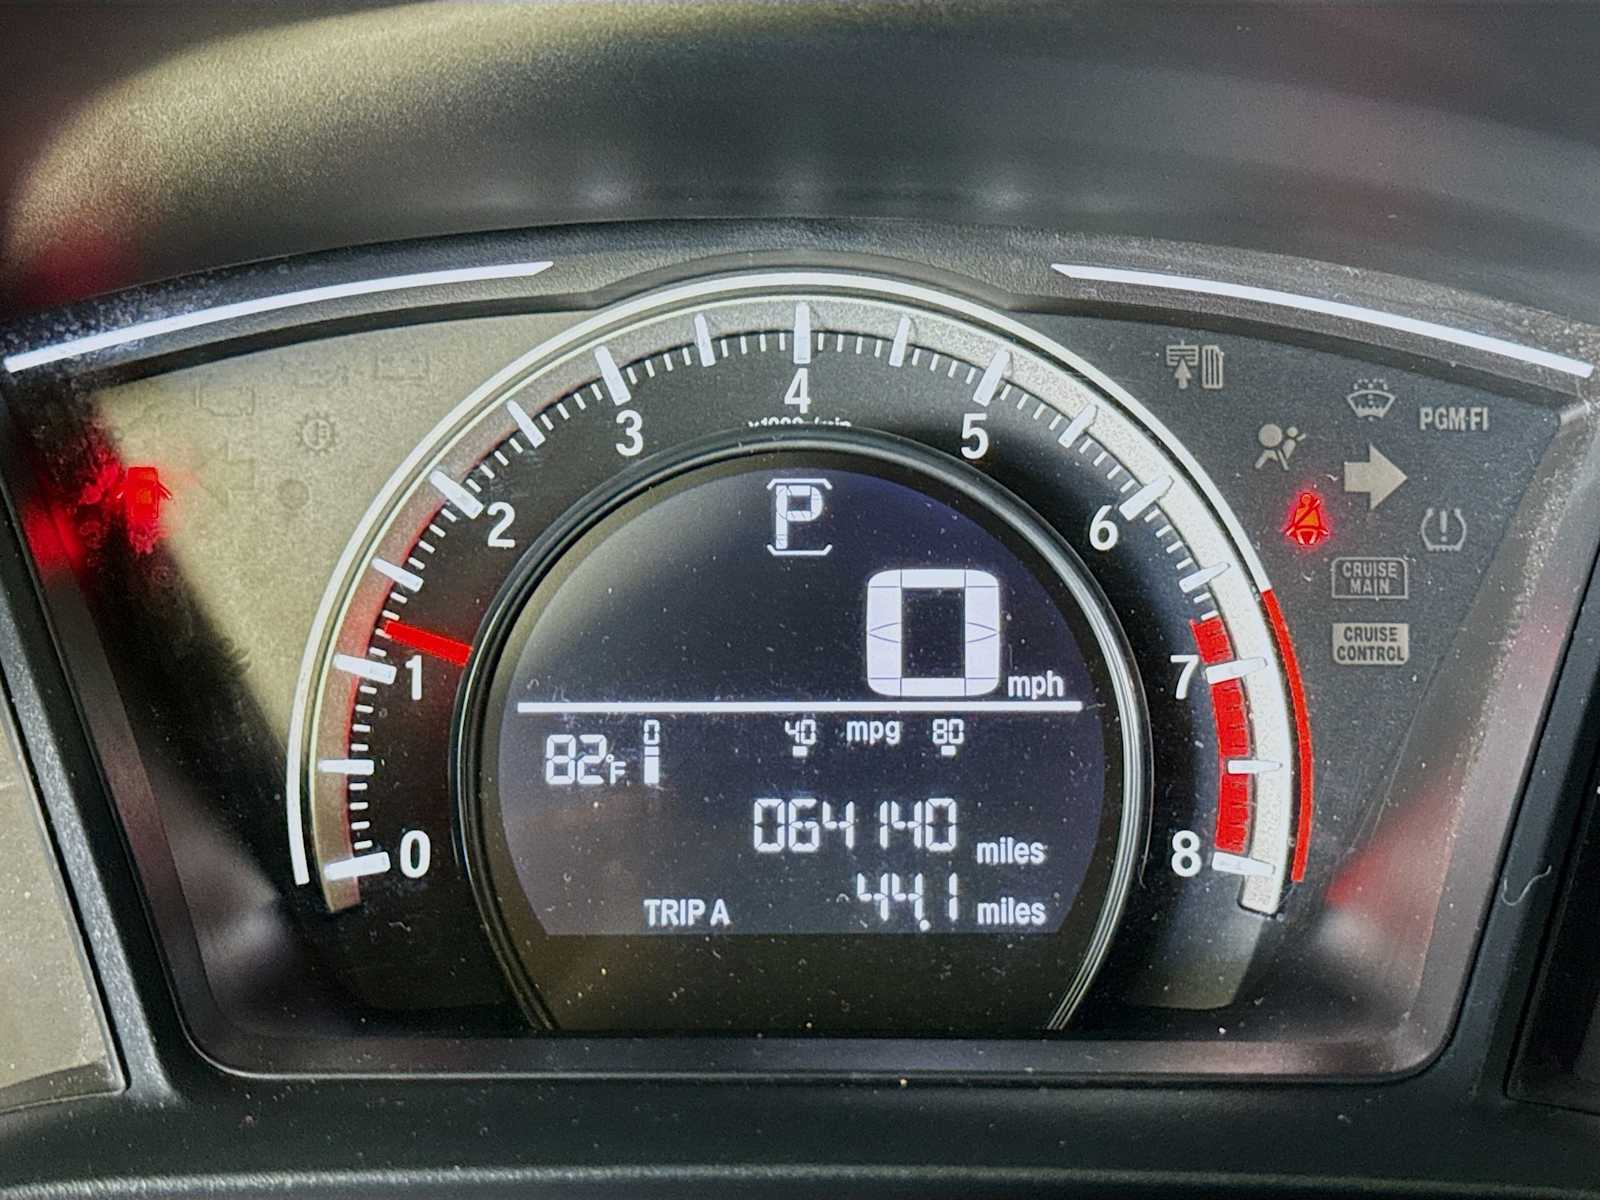 4
3
5
2
6
1
7
0
8
P
0 mph
82°F
0 40 mpg 80
064140 miles
TRIP A 44.1 miles
PGM-FI
CRUISE
MAIN
CRUISE
CONTROL